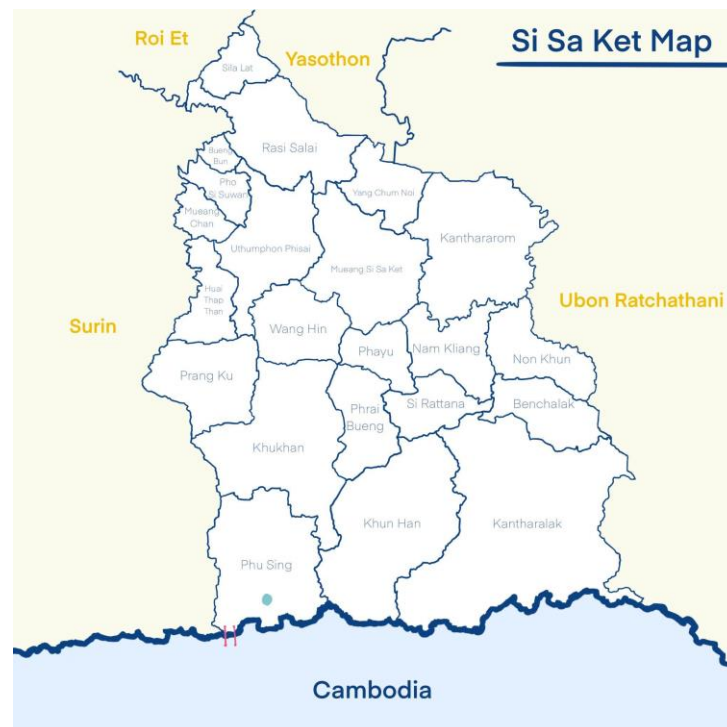 Si Sa Ket Map
Roi Et
Yasothon
Sila Lat
Rasi Salai
Bueng
Bun
Pho
Si Suwan
Yang Chum Noi
Mueang
Chan
Kanthararom
Uthumphon Phisai
Mueang Si Sa Ket
Huai
Thap
Than
Ubon Ratchathani
Surin
Wang Hin
Phayu
Nam Kliang
Non Khun
Prang Ku
Phrai
Bueng
Si Rattana
Benchalak
Khukhan
Khun Han
Kantharalak
Phu Sing
Cambodia